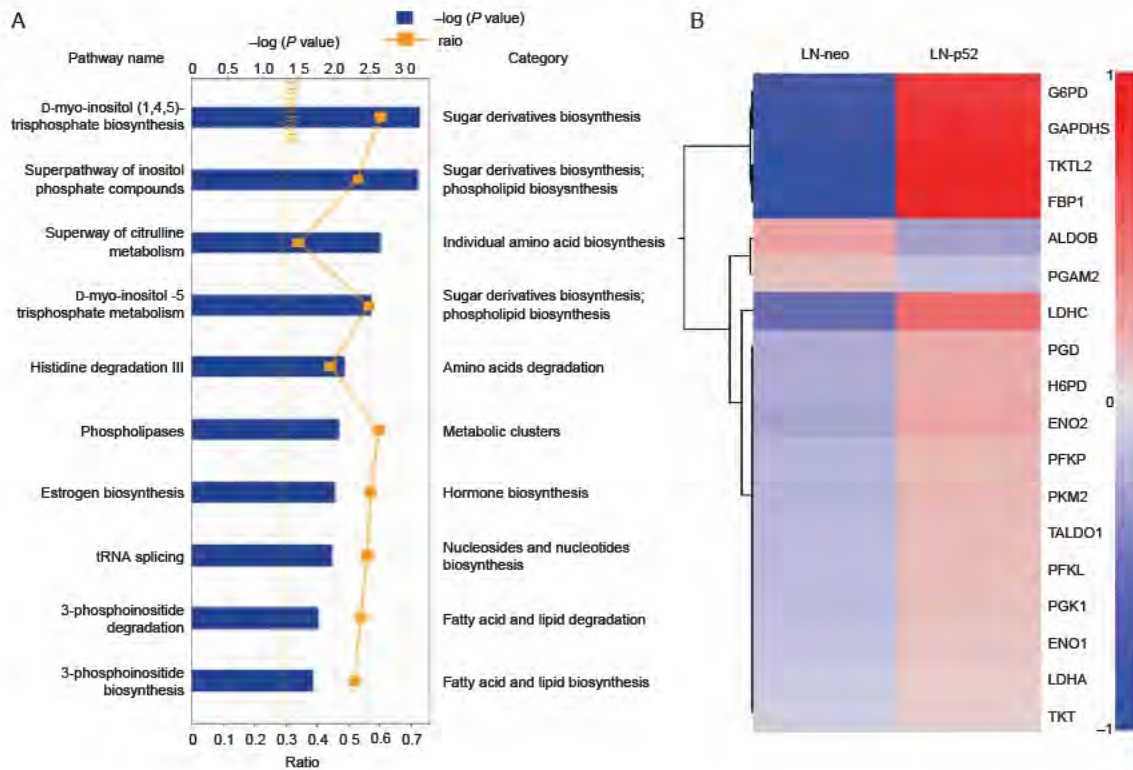 A
B
–log (P value)
raio
Pathway name
–log (P value)
Category
0 0.5 1 1.5 2 2.5 3.0
D-myo-inositol (1,4,5)-
trisphosphate biosynthesis
Sugar derivatives biosynthesis
Superpathway of inositol
phosphate compounds
Sugar derivatives biosynthesis;
phospholipid bioysnthesis
Superway of citrulline
metabolism
Individual amino acid biosynthesis
D-myo-inositol -5
trisphosphate metabolism
Sugar derivatives biosynthesis;
phospholipid biosynthesis
Histidine degradation III
Amino acids degradation
Phospholipases
Metabolic clusters
Estrogen biosynthesis
Hormone biosynthesis
tRNA splicing
Nucleosides and nucleotides
biosynthesis
3-phosphoinositide
degradation
Fatty acid and lipid degradation
3-phosphoinositide
biosynthesis
Fatty acid and lipid biosynthesis
0 0.1 0.2 0.3 0.4 0.5 0.6 0.7
Ratio
LN-neo
LN-p52
G6PD
GAPDHS
TKTL2
FBP1
ALDOB
PGAM2
LDHC
PGD
H6PD
ENO2
PFKP
PKM2
TALDO1
PFKL
PGK1
ENO1
LDHA
TKT
1
0
–1